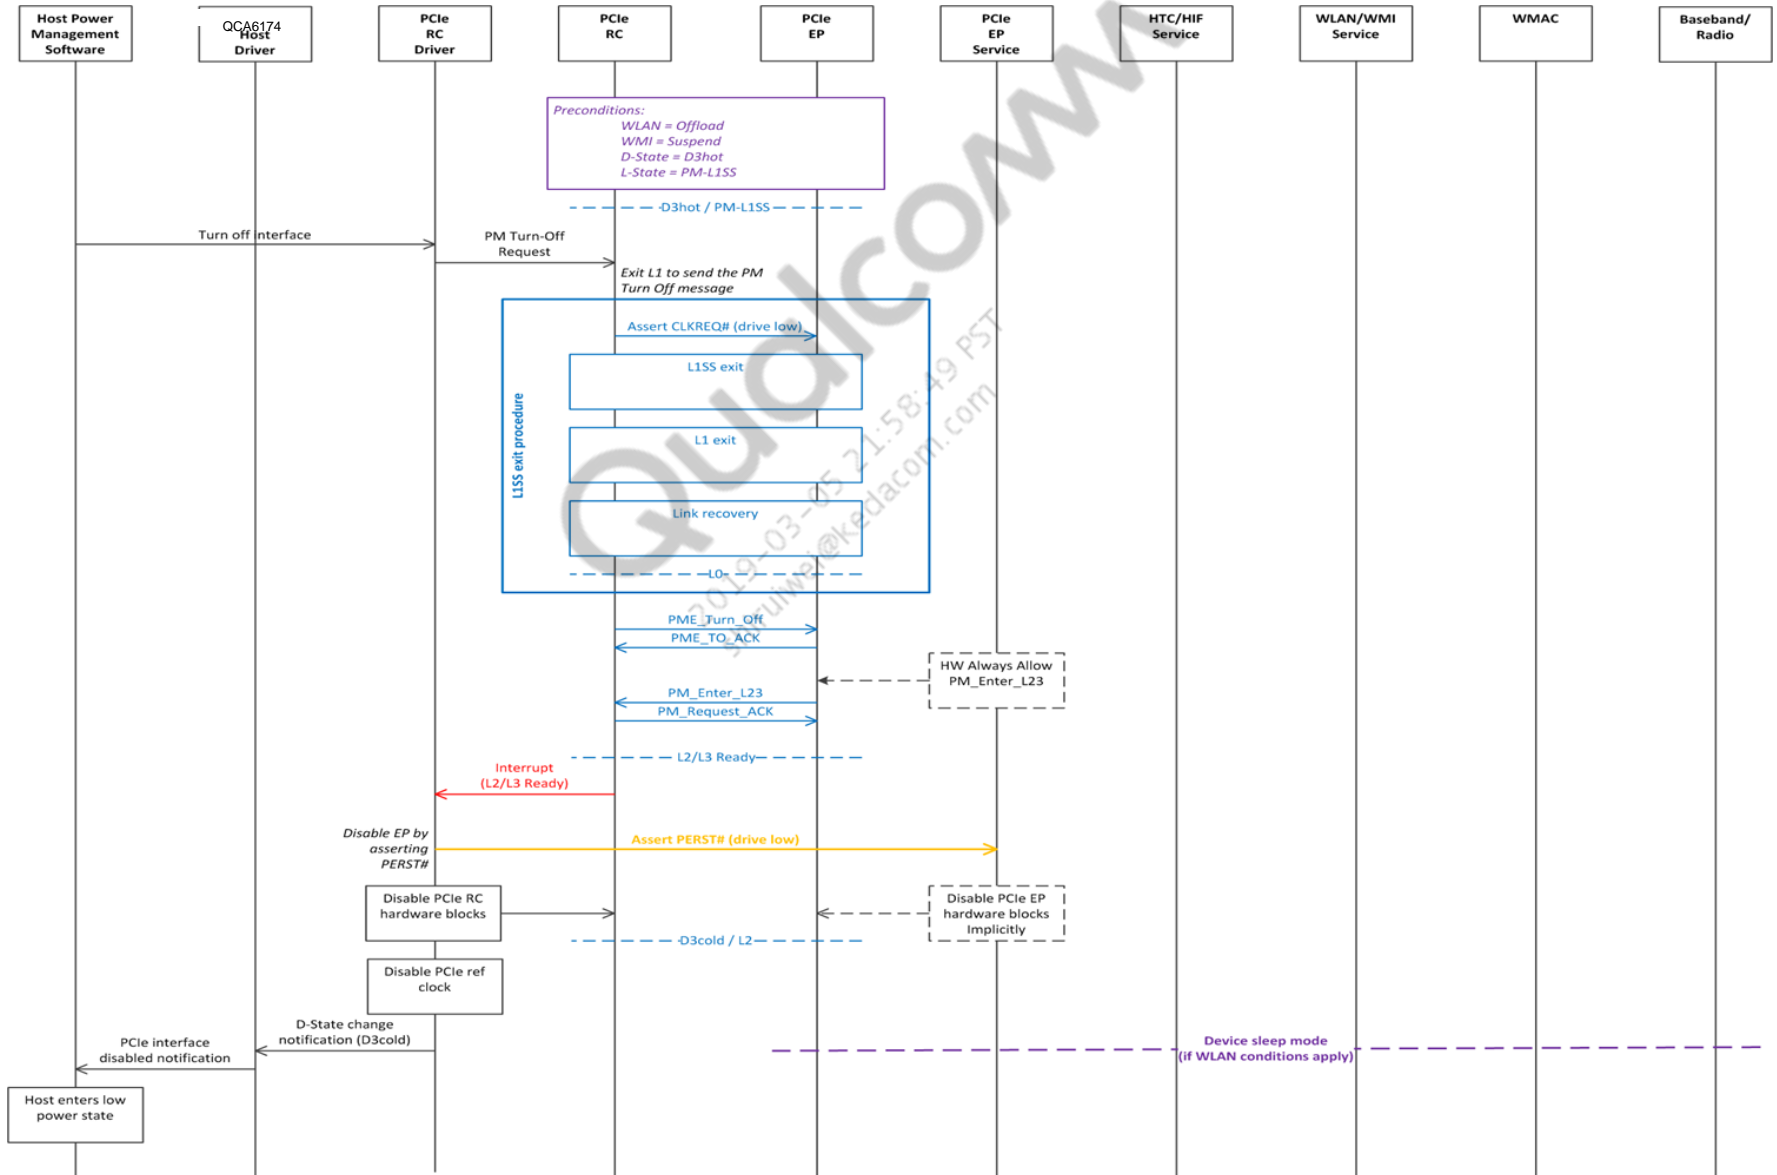 Host Power
Management
Software
QCA6174
Host
Driver
PCIe
RC
Driver
PCIe
RC
PCIe
EP
PCIe
EP
Service
HTC/HIF
Service
WLAN/WMI
Service
WMAC
Baseband/
Radio
Preconditions:
WLAN = Offload
WMI = Suspend
D-State = D3hot
L-State = PM-L1SS
D3hot / PM-L1SS
Turn off interface
PM Turn-Off
Request
Exit L1 to send the PM
Turn Off message
L1SS exit procedure
Assert CLKREQ# (drive low)
L1SS exit
L1 exit
Link recovery
L0
PME_Turn_Off
PME_TO_ACK
HW Always Allow
PM_Enter_L23
PM_Enter_L23
PM_Request_ACK
L2/L3 Ready
Interrupt
(L2/L3 Ready)
Disable EP by
asserting
PERST#
Assert PERST# (drive low)
Disable PCIe RC
hardware blocks
Disable PCIe EP
hardware blocks
Implicitly
D3cold / L2
Disable PCIe ref
clock
D-State change
notification (D3cold)
PCIe interface
disabled notification
Device sleep mode
(if WLAN conditions apply)
Host enters low
power state
Qualcomm
2019-03-05 21:58:49 PST
shiruiwei@kedacom.com